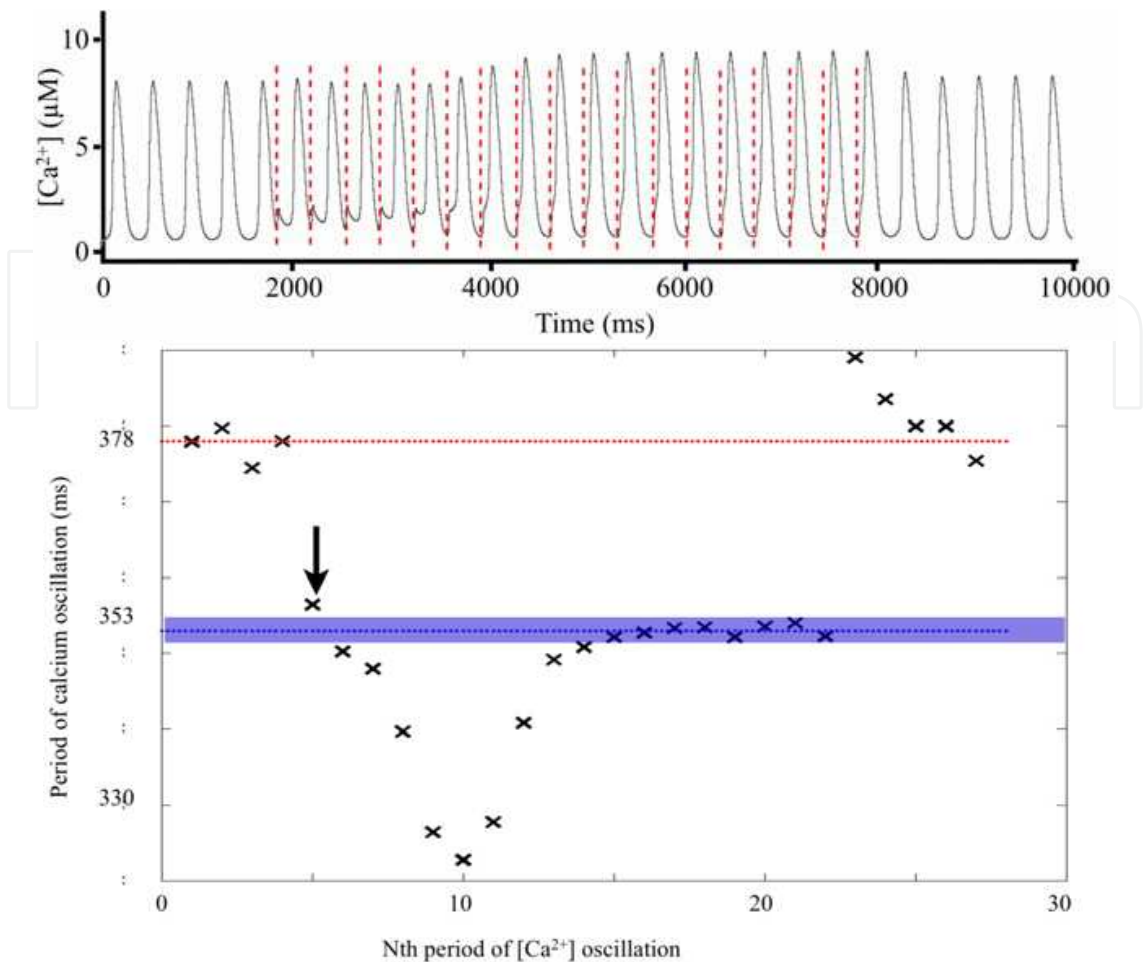 10
5
0
[Ca²⁺] (μM)
0 2000 4000 6000 8000 10000
Time (ms)
378
353
330
Period of calcium oscillation (ms)
0 10 20 30
Nth period of [Ca²⁺] oscillation